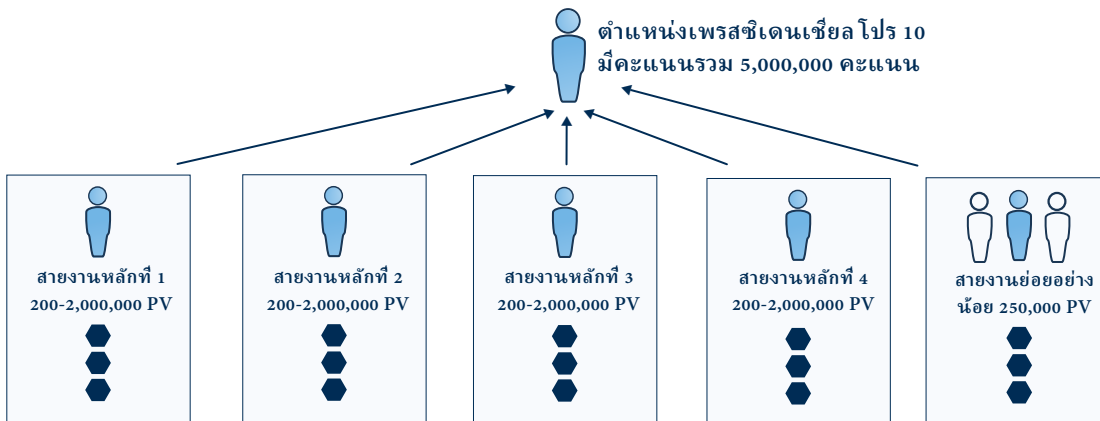 ตำแหน่งเพรสซิเดนเชี่ยลโปร 10
มีคะแนนรวม 5,000,000 คะแนน
สายงานหลักที่ 1
200-2,000,000 PV
สายงานหลักที่ 2
200-2,000,000 PV
สายงานหลักที่ 3
200-2,000,000 PV
สายงานหลักที่ 4
200-2,000,000 PV
สายงานย่อยอย่าง
น้อย 250,000 PV